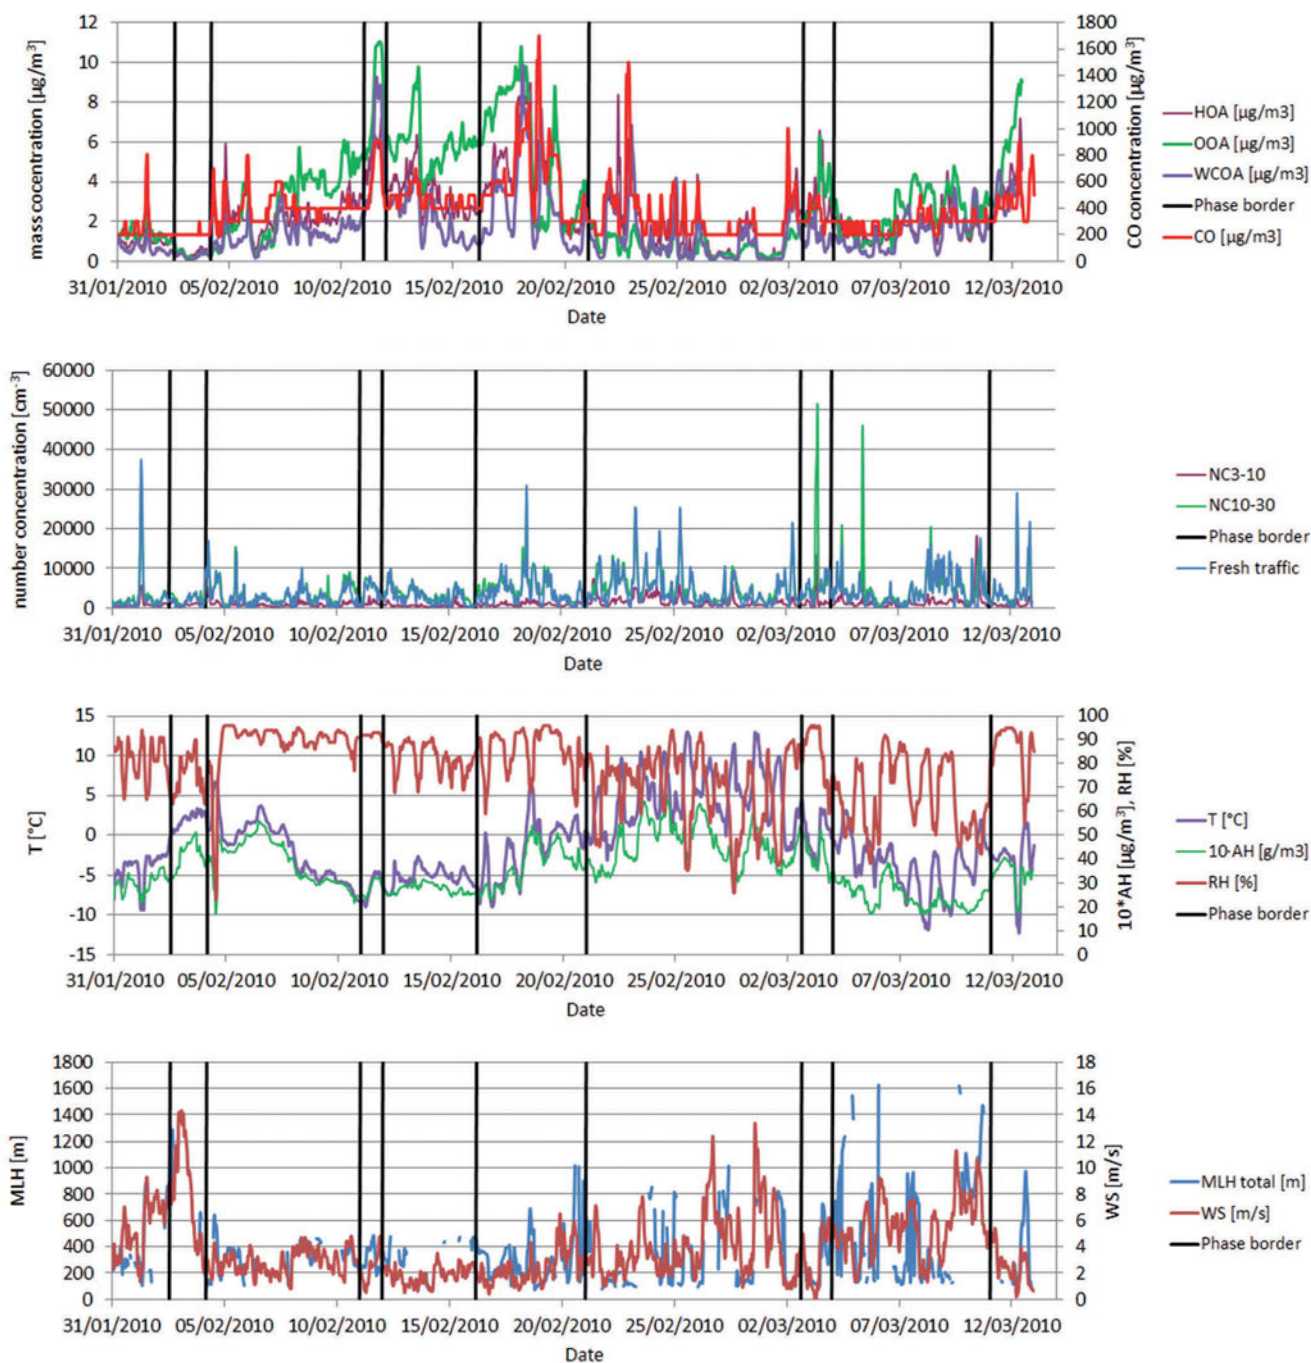 mass cocentration [µg/m³]
12
10
8
6
4
2
0
1800
1600
1400
1200
1000
800
600
400
200
0
CO concentration [µg/m³]
31/01/2010 05/02/2010 10/02/2010 15/02/2010 20/02/2010 25/02/2010 02/03/2010 07/03/2010 12/03/2010
Date
HOA [µg/m3]
OOA [µg/m3]
WCOA [µg/m3]
Phase border
CO [µg/m3]
number concentration [cm⁻³]
60000
50000
40000
30000
20000
10000
0
31/01/2010 05/02/2010 10/02/2010 15/02/2010 20/02/2010 25/02/2010 02/03/2010 07/03/2010 12/03/2010
Date
NC3-10
NC10-30
Phase border
Fresh traffic
T [°C]
15
10
5
0
-5
-10
-15
100
90
80
70
60
50
40
30
20
10
0
10*AH [µg/m³], RH [%]
31/01/2010 05/02/2010 10/02/2010 15/02/2010 20/02/2010 25/02/2010 02/03/2010 07/03/2010 12/03/2010
Date
T [°C]
10·AH [g/m3]
RH [%]
Phase border
MLH [m]
1800
1600
1400
1200
1000
800
600
400
200
0
18
16
14
12
10
8
6
4
2
0
WS [m/s]
31/01/2010 05/02/2010 10/02/2010 15/02/2010 20/02/2010 25/02/2010 02/03/2010 07/03/2010 12/03/2010
Date
MLH total [m]
WS [m/s]
Phase border